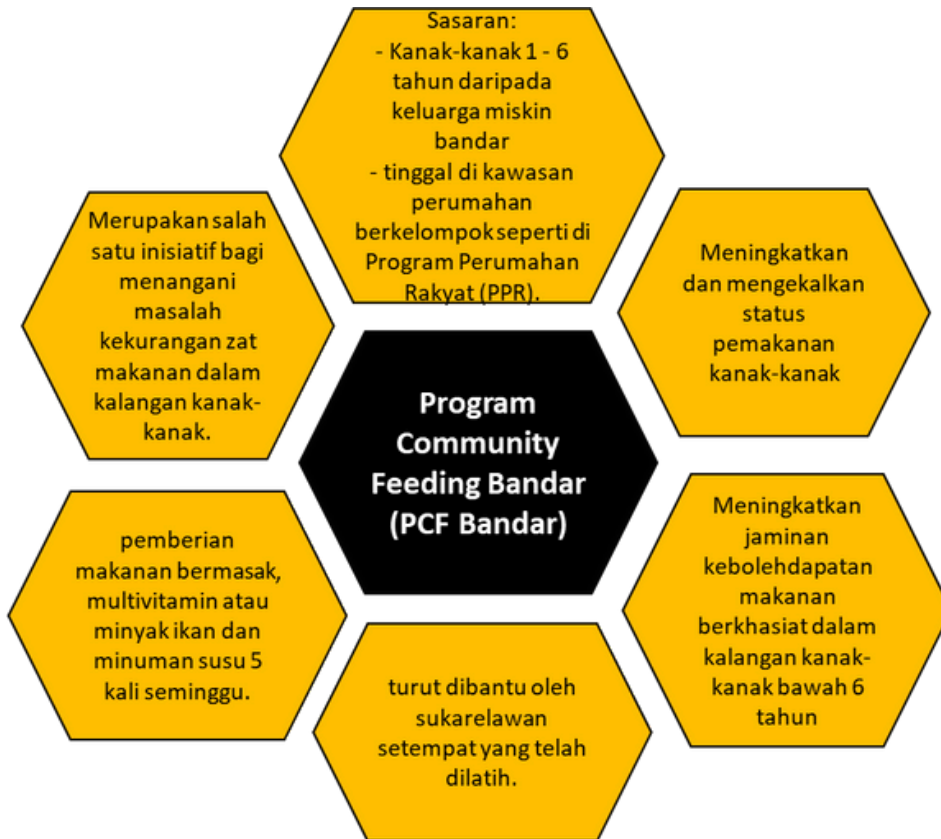 Sasaran:
- Kanak-kanak 1 - 6
tahun daripada
keluarga miskin
bandar
- tinggal di kawasan
perumahan
berkelompok seperti di
Program Perumahan
Rakyat (PPR).
Merupakan salah
satu inisiatif bagi
menangani
masalah
kekurangan zat
makanan dalam
kalangan kanak-
kanak.
Meningkatkan
dan mengekalkan
status
pemakanan
kanak-kanak
Program
Community
Feeding Bandar
(PCF Bandar)
pemberian
makanan bermasak,
multivitamin atau
minyak ikan dan
minuman susu 5
kali seminggu.
Meningkatkan
jaminan
kebolehdapatan
makanan
berkhasiat dalam
kalangan kanak-
kanak bawah 6
tahun
turut dibantu oleh
sukarelawan
setempat yang telah
dilatih.